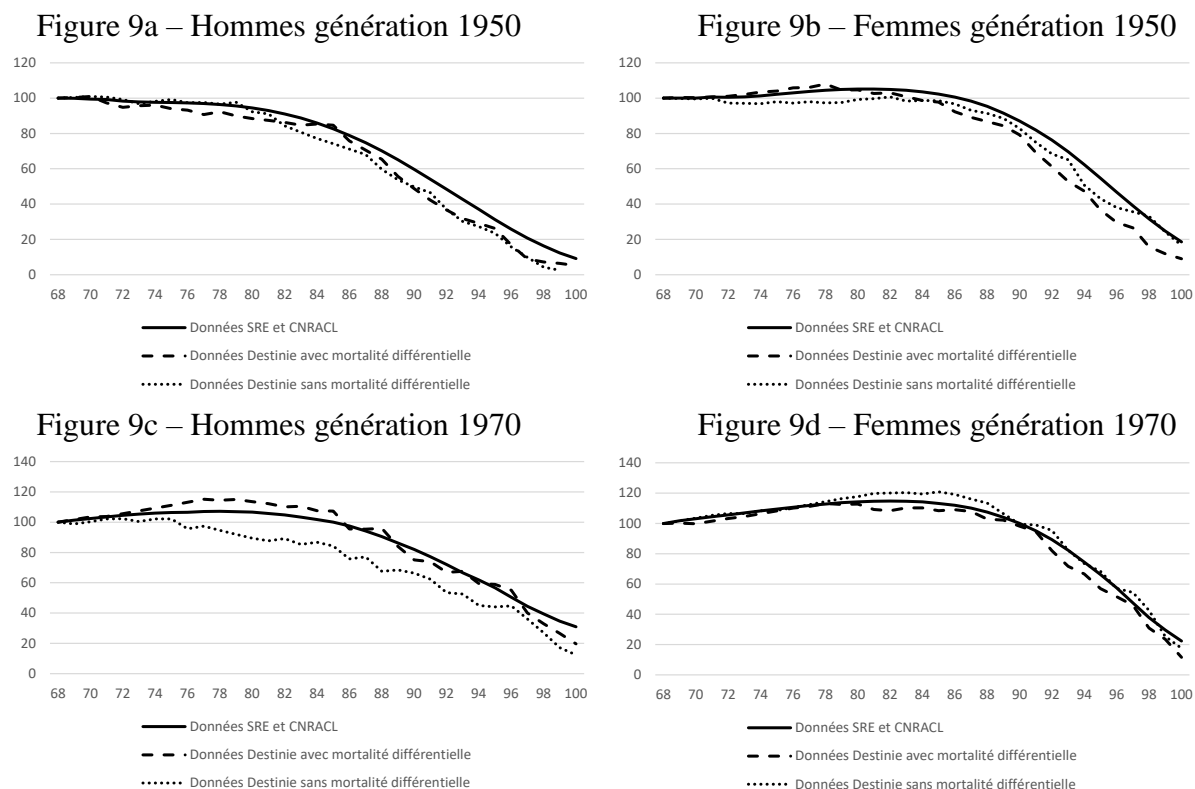 Figure 9a – Hommes génération 1950
Figure 9b – Femmes génération 1950
120
100
80
60
40
20
0
68 70 72 74 76 78 80 82 84 86 88 90 92 94 96 98 100
Données SRE et CNRACL
Données Destinie avec mortalité différentielle
Données Destinie sans mortalité différentielle
120
100
80
60
40
20
0
68 70 72 74 76 78 80 82 84 86 88 90 92 94 96 98 100
Données SRE et CNRACL
Données Destinie avec mortalité différentielle
Données Destinie sans mortalité différentielle
Figure 9c – Hommes génération 1970
Figure 9d – Femmes génération 1970
140
120
100
80
60
40
20
0
68 70 72 74 76 78 80 82 84 86 88 90 92 94 96 98 100
Données SRE et CNRACL
Données Destinie avec mortalité différentielle
Données Destinie sans mortalité différentielle
140
120
100
80
60
40
20
0
68 70 72 74 76 78 80 82 84 86 88 90 92 94 96 98 100
Données SRE et CNRACL
Données Destinie avec mortalité différentielle
Données Destinie sans mortalité différentielle